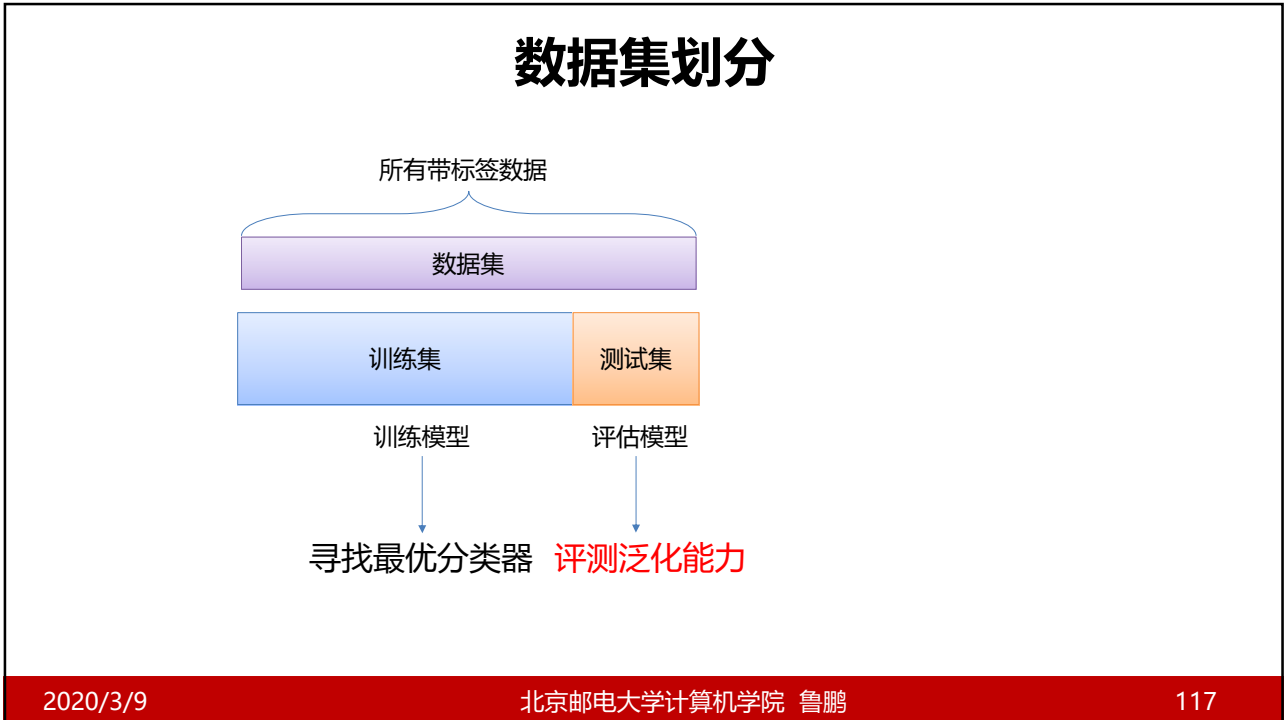 数据集划分
所有带标签数据
数据集
训练集 测试集
训练模型 评估模型
寻找最优分类器 评测泛化能力
2020/3/9 北京邮电大学计算机学院 鲁鹏 117